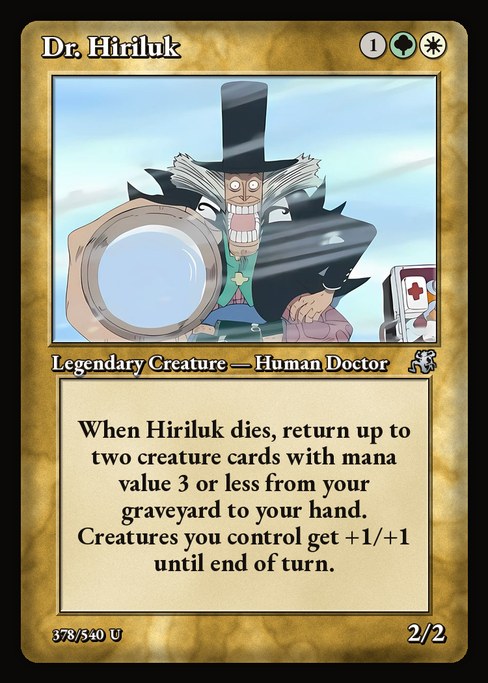 Dr. Hiriluk
1
Legendary Creature — Human Doctor
When Hiriluk dies, return up to
two creature cards with mana
value 3 or less from your
graveyard to your hand.
Creatures you control get +1/+1
until end of turn.
378/540 U
2/2